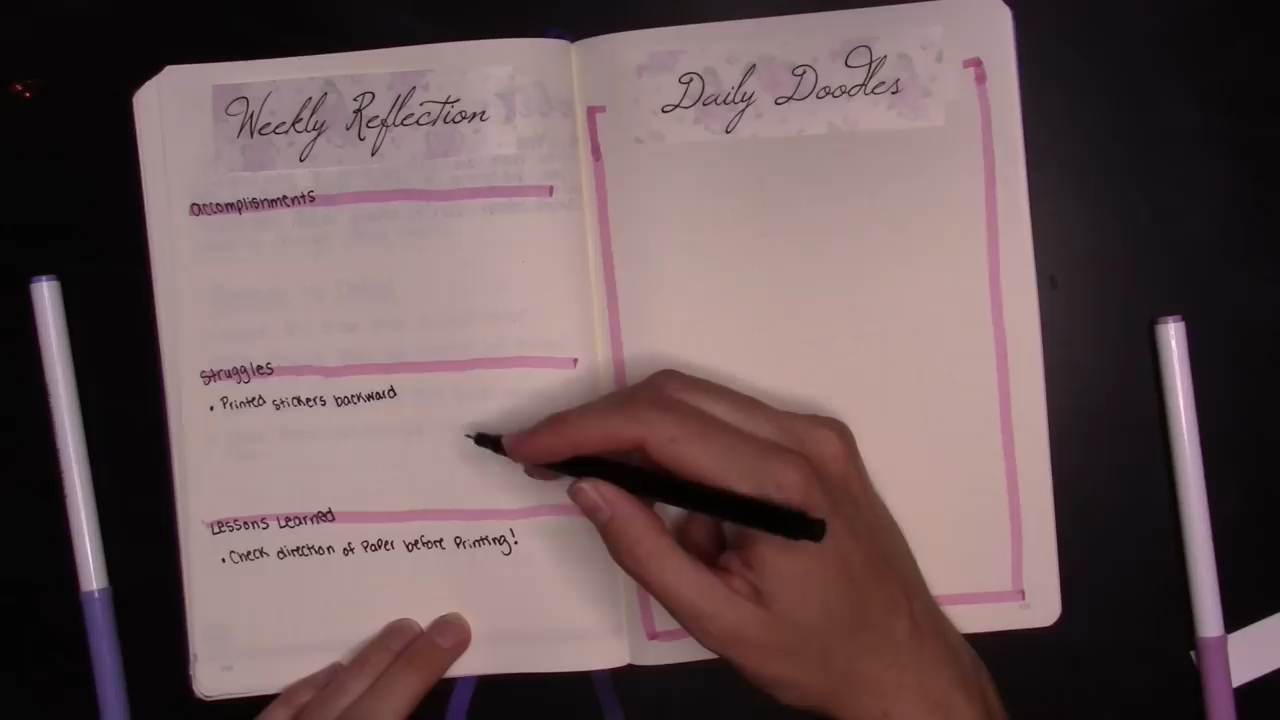 Weekly Reflection
Accomplishments
Struggles
• Printed stickers backward
Lessons Learned
• Check direction of Paper before Printing!
Daily Doodles